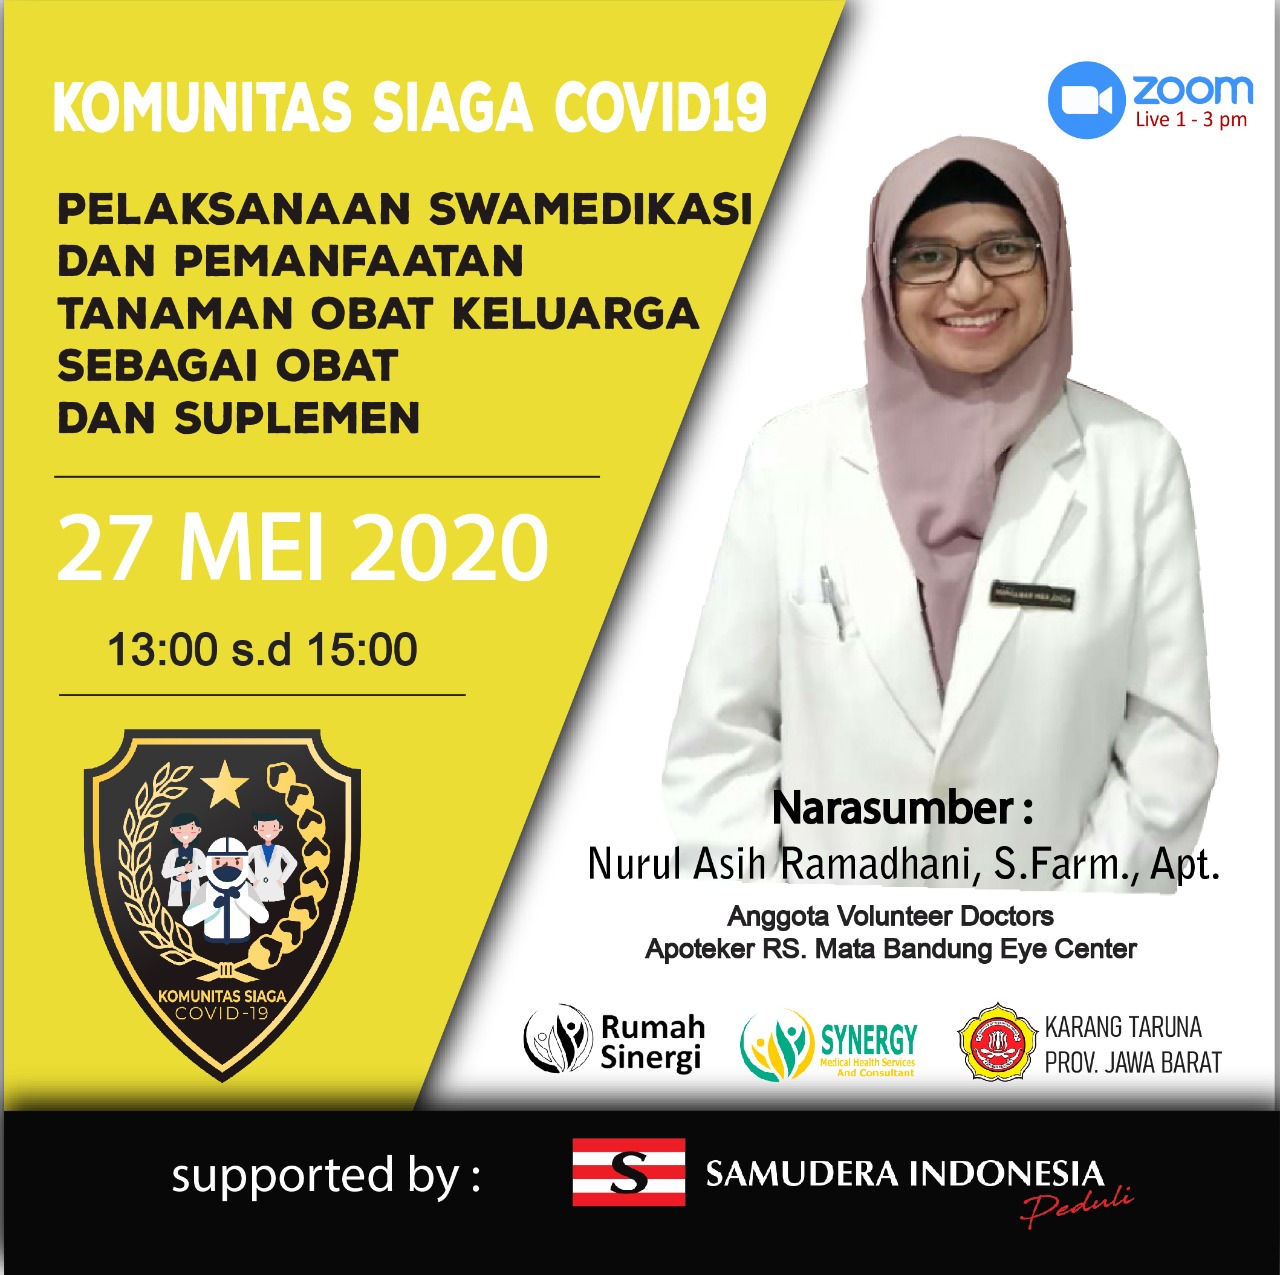 KOMUNITAS SIAGA COVID19
zoom
Live 1 - 3 pm
PELAKSANAAN SWAMEDIKASI
DAN PEMANFAATAN
TANAMAN OBAT KELUARGA
SEBAGAI OBAT
DAN SUPLEMEN
27 MEI 2020
13:00 s.d 15:00
KOMUNITAS SIAGA
COVID-19
Narasumber :
Nurul Asih Ramadhani, S.Farm., Apt.
Anggota Volunteer Doctors
Apoteker RS. Mata Bandung Eye Center
Rumah
Sinergi
SYNERGY
Medical Health Services
And Consultant
KARANG TARUNA
PROV. JAWA BARAT
supported by :
S
SAMUDERA INDONESIA
Peduli